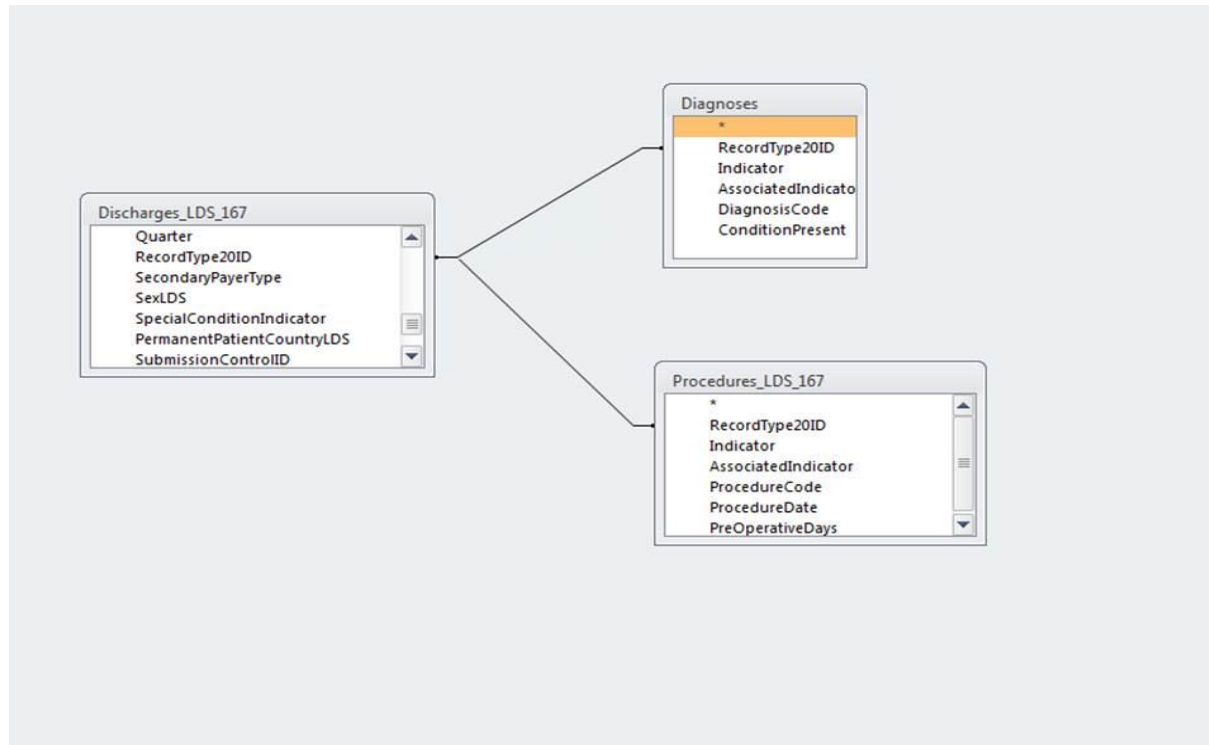 Diagnoses
*
RecordType20ID
Indicator
AssociatedIndicato
DiagnosisCode
ConditionPresent
Discharges_LDS_167
Quarter
RecordType20ID
SecondaryPayerType
SexLDS
SpecialConditionIndicator
PermanentPatientCountryLDS
SubmissionControlID
Procedures_LDS_167
*
RecordType20ID
Indicator
AssociatedIndicator
ProcedureCode
ProcedureDate
PreOperativeDays